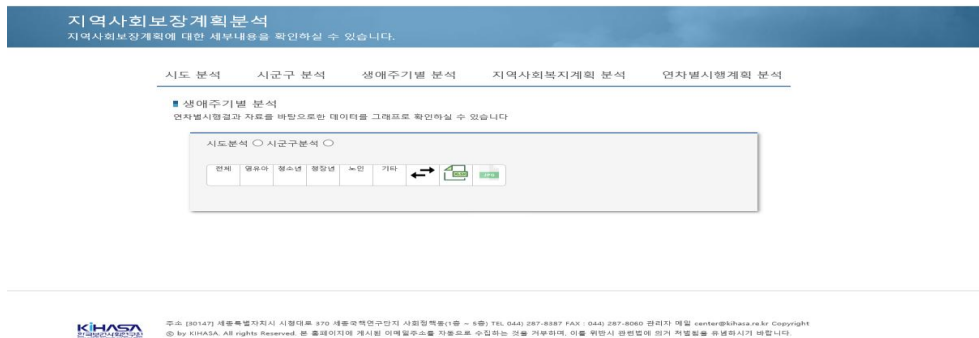 지역사회보장계획분석
지역사회보장계획에 대한 세부내용을 확인하실 수 있습니다.
시도 분석 시군구 분석 생애주기별 분석 지역사회복지계획 분석 연차별시행계획 분석
생애주기별 분석
연차별시행결과 자료를 바탕으로한 데이터를 그래프로 확인하실 수 있습니다
시도분석 시군구분석
전체 영유아 청소년 청장년 노인 기타 JPG
KiHASA
한국보건사회연구원
주소 [30147] 세종특별자치시 시청대로 370 세종국책연구단지 사회정책동(1층 ~ 5층) TEL 044) 287-8387 FAX : 044) 287-8060 관리자 메일 center@kihasa.re.kr Copyright
ⓒ by KIHASA. All rights Reserved. 본 홈페이지에 게시된 이메일주소를 자동으로 수집하는 것을 거부하며, 이를 위반시 관련법에 의거 처벌됨을 유념하시기 바랍니다.